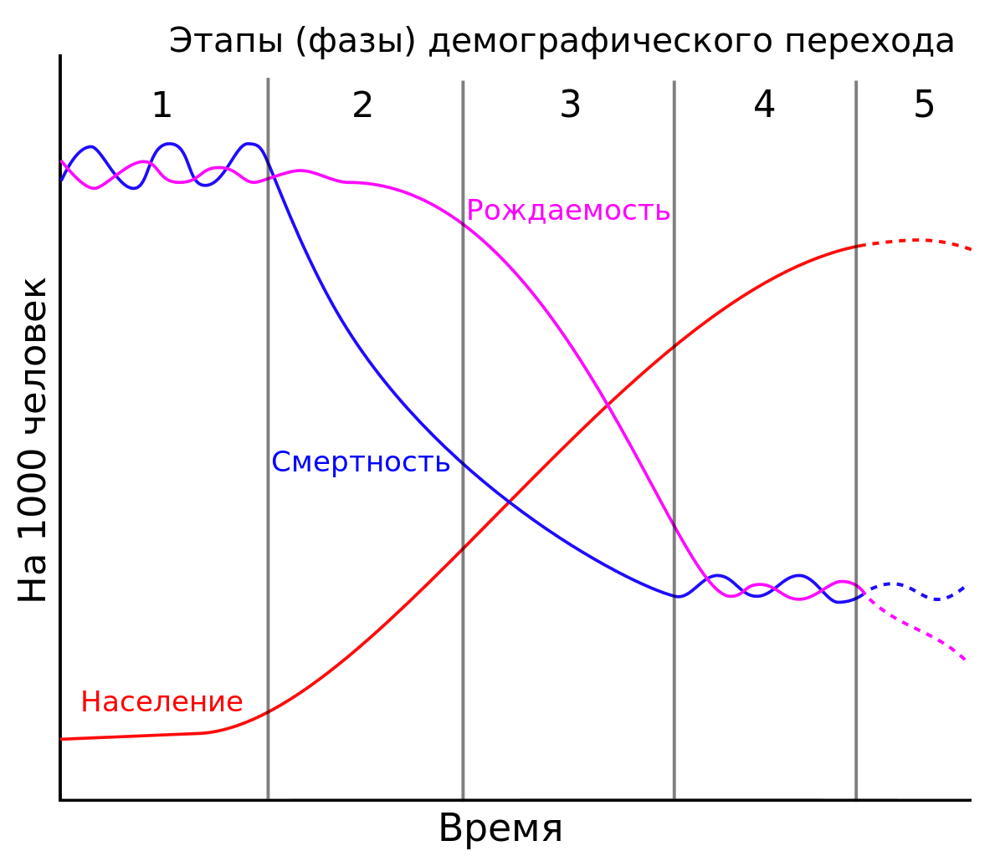 Этапы (фазы) демографического перехода
1
2
3
4
5
Рождаемость
Смертность
Население
На 1000 человек
Время